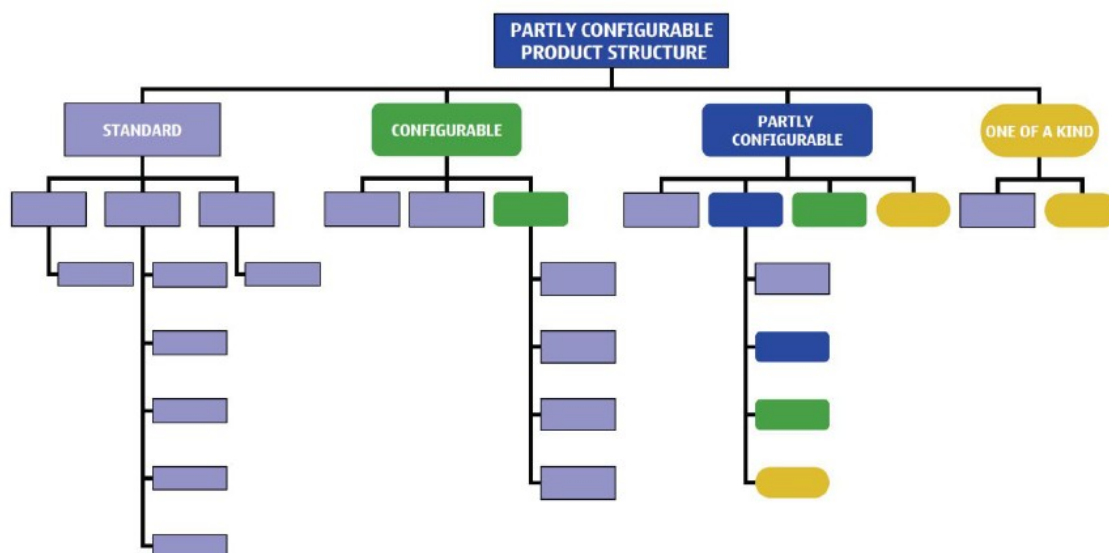 PARTLY CONFIGURABLE
PRODUCT STRUCTURE
STANDARD
CONFIGURABLE
PARTLY
CONFIGURABLE
ONE OF A KIND